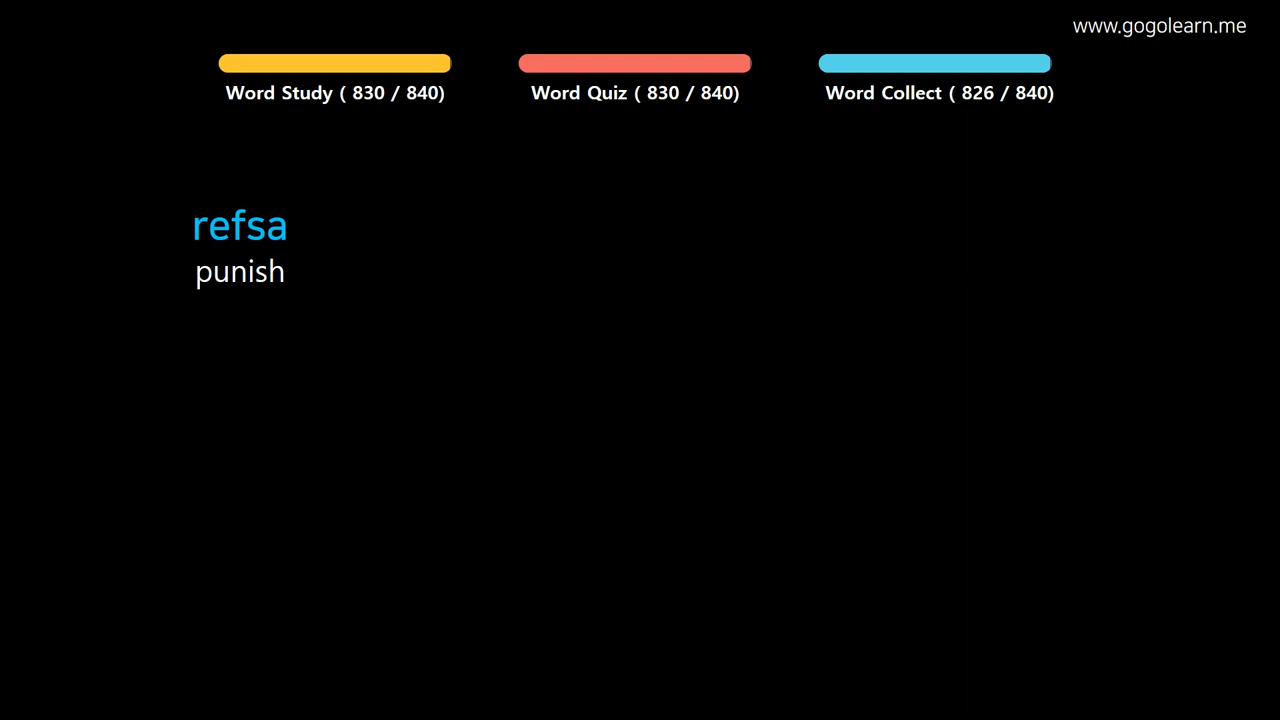 www.gogolearn.me
Word Study ( 830 / 840)
Word Quiz ( 830 / 840)
Word Collect ( 826 / 840)
refsa
punish